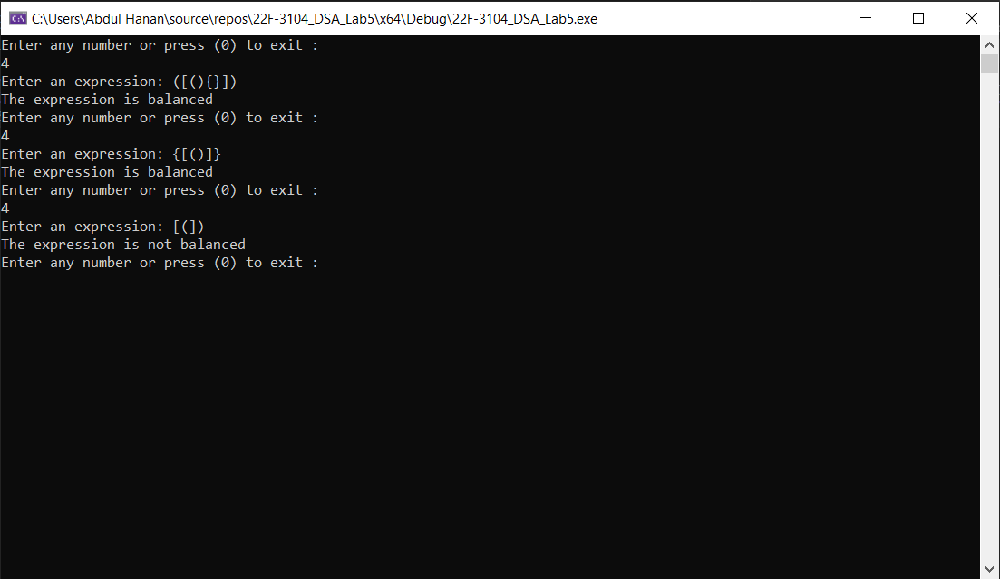 C:\Users\Abdul Hanan\source\repos\22F-3104_DSA_Lab5\x64\Debug\22F-3104_DSA_Lab5.exe
Enter any number or press (0) to exit :
4
Enter an expression: ([(){}])
The expression is balanced
Enter any number or press (0) to exit :
4
Enter an expression: {[()]}
The expression is balanced
Enter any number or press (0) to exit :
4
Enter an expression: [(])
The expression is not balanced
Enter any number or press (0) to exit :